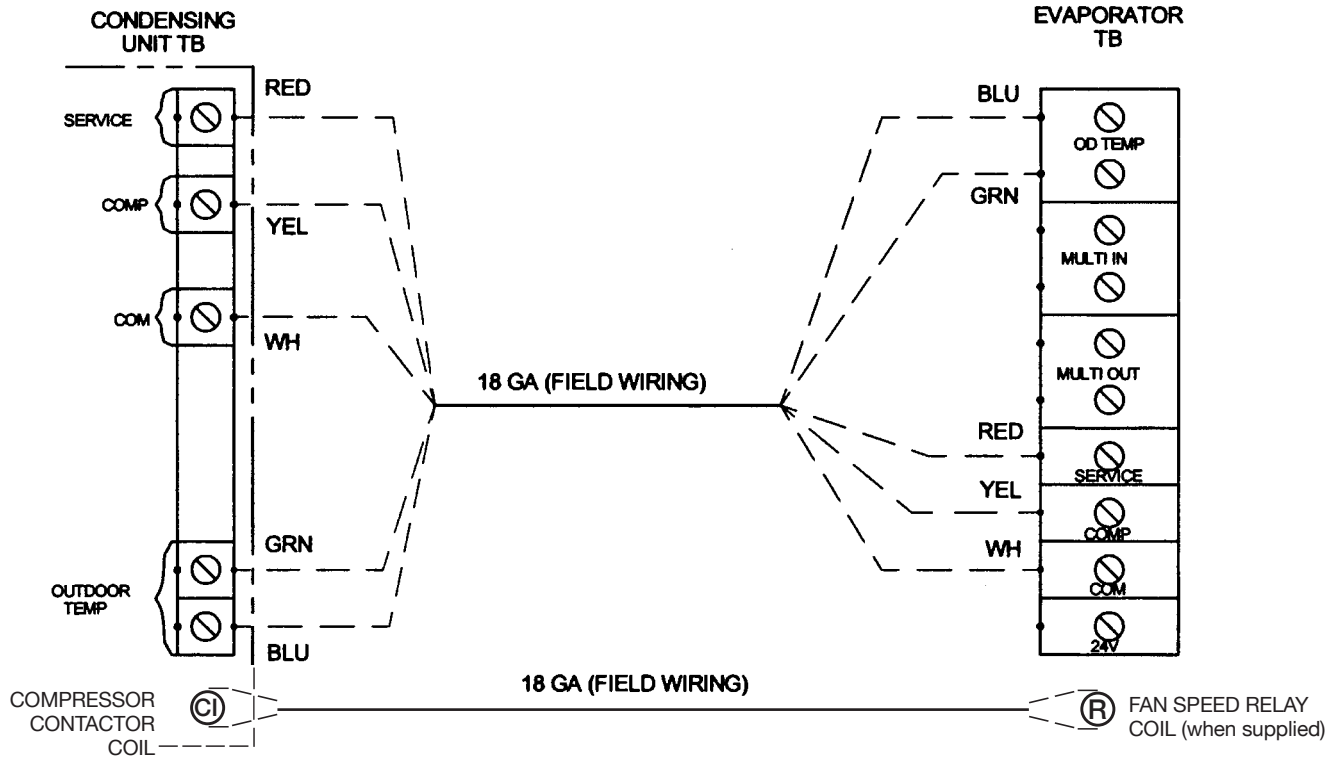 CONDENSING
UNIT TB
EVAPORATOR
TB
RED
SERVICE
COMP
YEL
COM
WH
GRN
OUTDOOR
TEMP
BLU
18 GA (FIELD WIRING)
BLU
OD TEMP
GRN
MULTI IN
MULTI OUT
RED
SERVICE
YEL
COMP
WH
COM
24V
COMPRESSOR
CONTACTOR
COIL
CI
18 GA (FIELD WIRING)
R
FAN SPEED RELAY
COIL (when supplied)